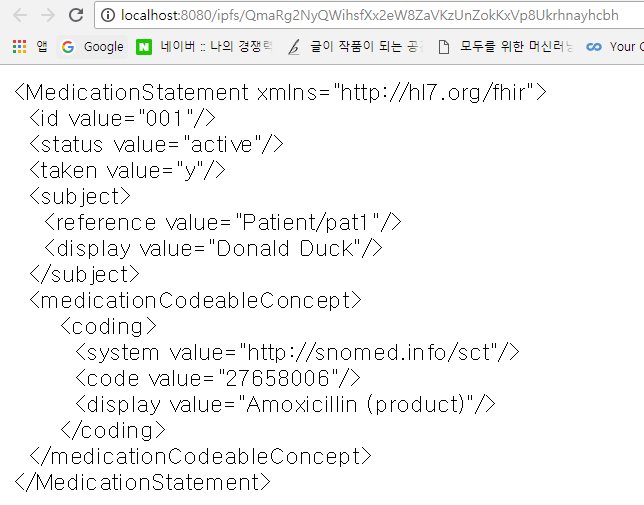 localhost:8080/ipfs/QmaRg2NyQWihsfXx2eW8ZaVKzUnZokKxVp8Ukrhnayhcbh
앱 Google 네이버 :: 나의 경쟁력 글이 작품이 되는 공간 모두를 위한 머신러닝 Your C
<MedicationStatement xmlns="http://hl7.org/fhir">
<id value="001"/>
<status value="active"/>
<taken value="y"/>
<subject>
<reference value="Patient/pat1"/>
<display value="Donald Duck"/>
</subject>
<medicationCodeableConcept>
<coding>
<system value="http://snomed.info/sct"/>
<code value="27658006"/>
<display value="Amoxicillin (product)"/>
</coding>
</medicationCodeableConcept>
</MedicationStatement>